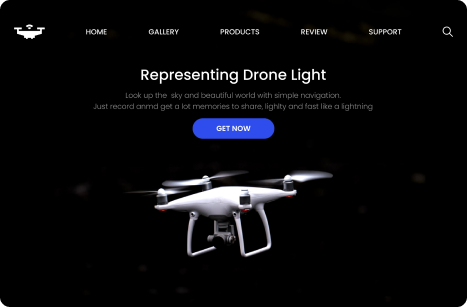 HOME GALLERY PRODUCTS REVIEW SUPPORT
Representing Drone Light
Look up the sky and beautiful world with simple navigation.
Just record anmd get a lot memories to share, lighlty and fast like a lightning
GET NOW